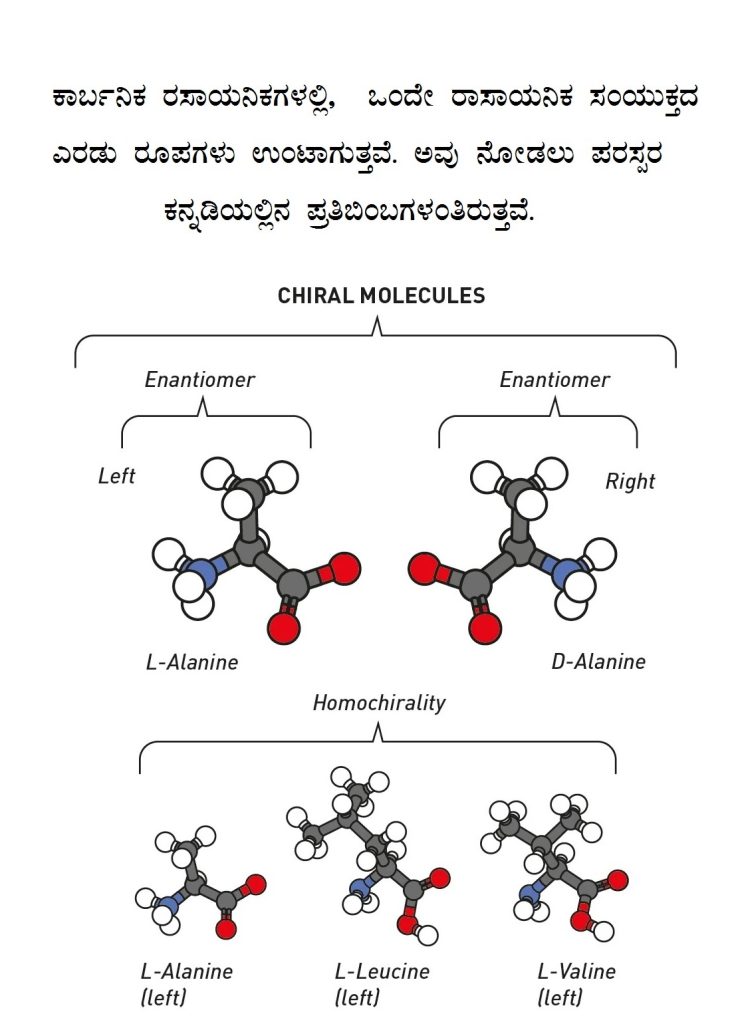 ಕಾರ್ಬನಿಕ ರಸಾಯನಿಕಗಳಲ್ಲಿ, ಒಂದೇ ರಾಸಾಯನಿಕ ಸಂಯುಕ್ತದ
ಎರಡು ರೂಪಗಳು ಉಂಟಾಗುತ್ತವೆ. ಅವು ನೋಡಲು ಪರಸ್ಪರ
ಕನ್ನಡಿಯಲ್ಲಿನ ಪ್ರತಿಬಿಂಬಗಳಂತಿರುತ್ತವೆ.
CHIRAL MOLECULES
Enantiomer Enantiomer
Left Right
L-Alanine D-Alanine
Homochirality
L-Alanine L-Leucine L-Valine
(left) (left) (left)